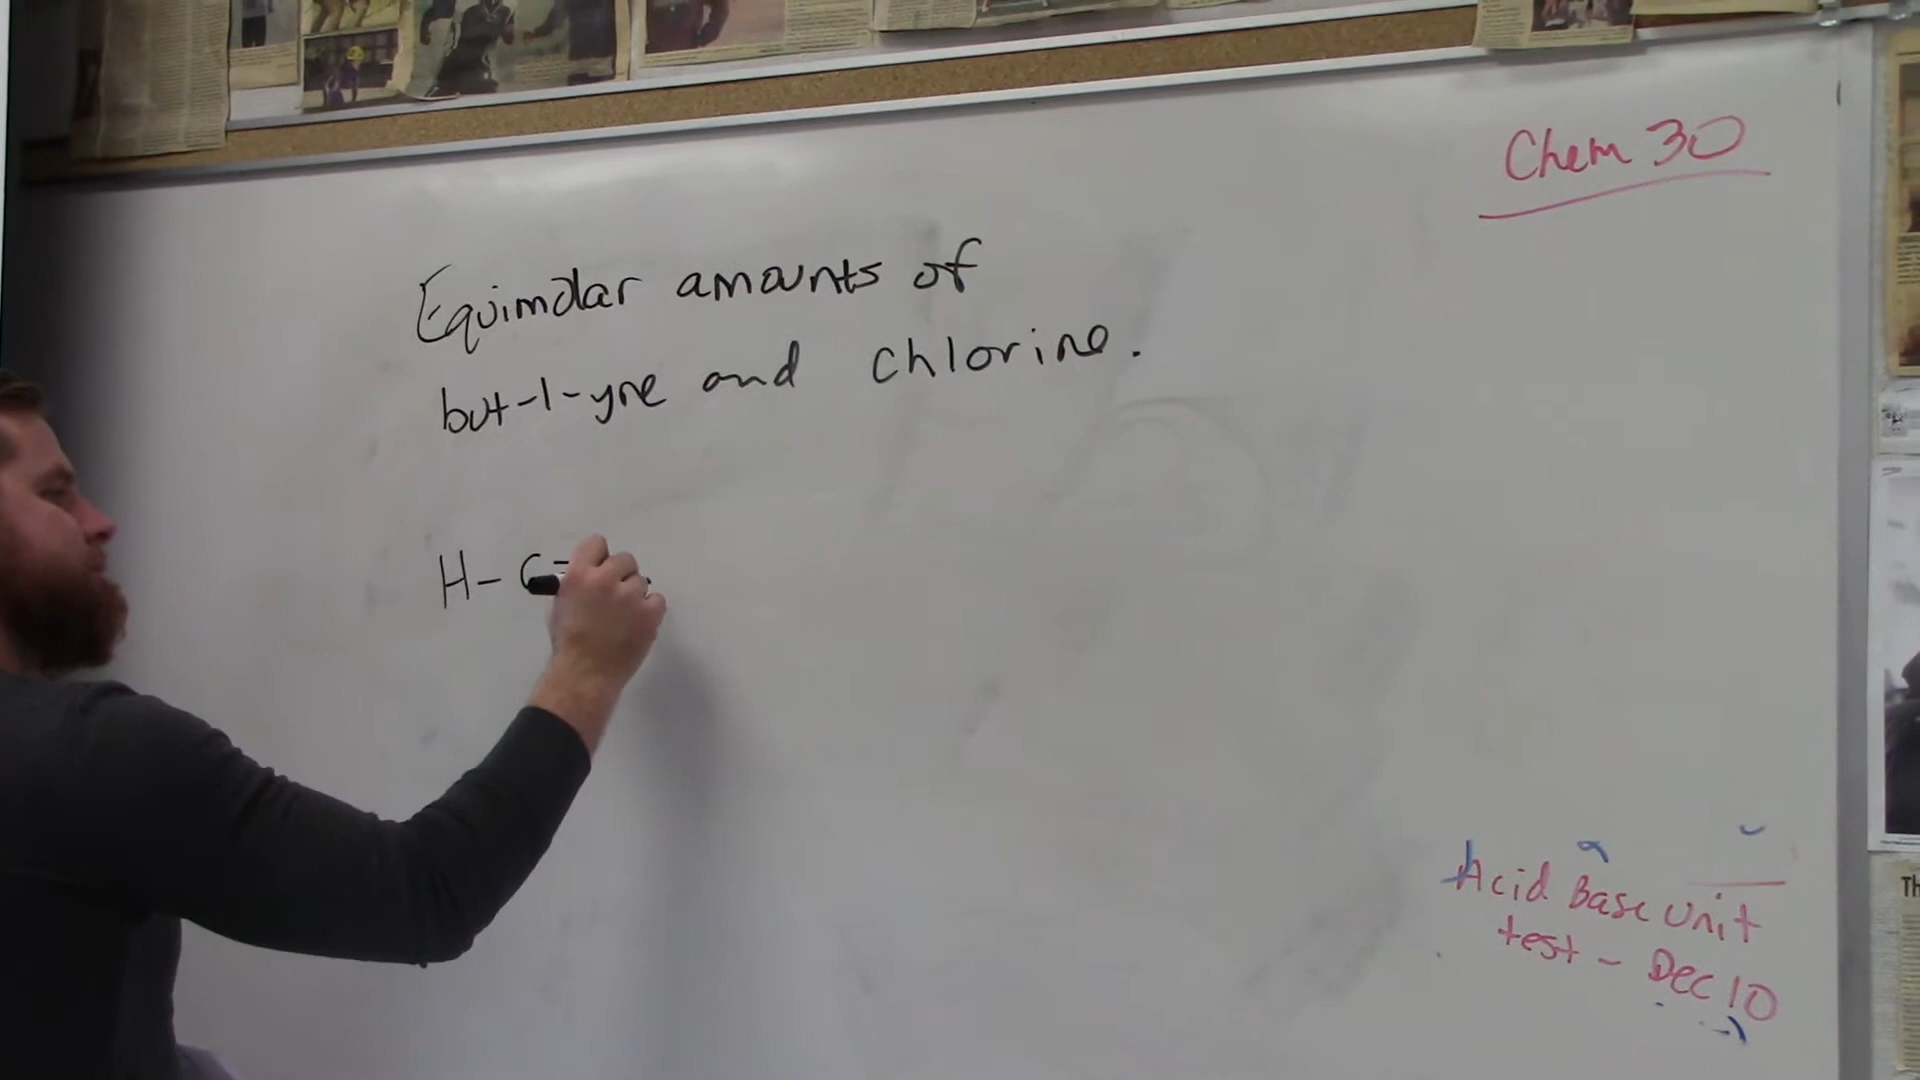 Chem 30
Equimolar amounts of
but-1-yne and chlorine.
H-C
Acid Base Unit
test - Dec 10